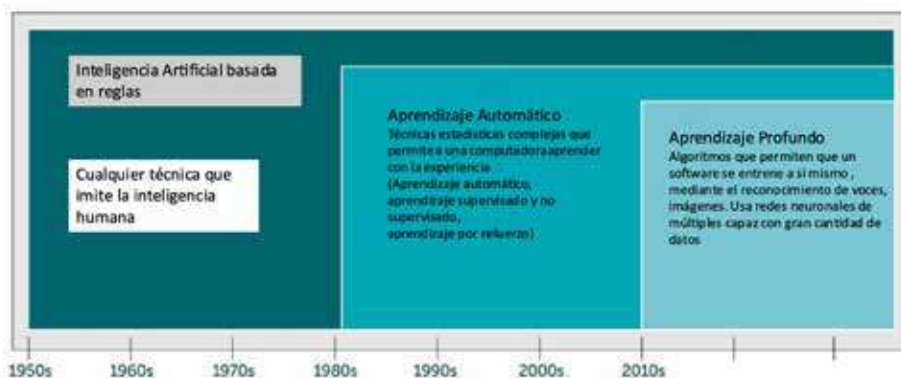 Inteligencia Artificial basada
en reglas
Cualquier técnica que
imite la inteligencia
humana
Aprendizaje Automático
Técnicas estadísticas complejas que
permite a una computadora aprender
con la experiencia
(Aprendizaje automático,
aprendizaje supervisado y no
supervisado,
aprendizaje por refuerzo)
Aprendizaje Profundo
Algoritmos que permiten que un
software se entrene a si mismo ,
mediante el reconocimiento de voces,
imágenes. Usa redes neuronales de
múltiples capaz con gran cantidad de
datos
1950s 1960s 1970s 1980s 1990s 2000s 2010s